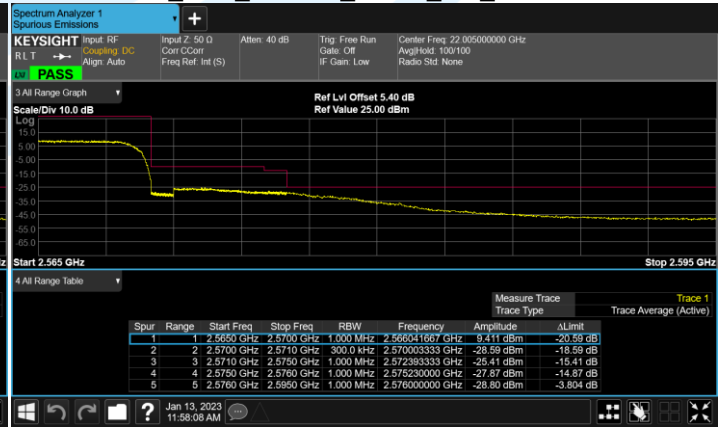 Spectrum Analyzer 1
Spurious Emissions
+
KEYSIGHT Input: RF Input Z: 50 Ω Atten: 40 dB Trig: Free Run Center Freq: 22.005000000 GHz
RLT Coupling: DC Corr CCorr Gate: Off Avg|Hold: 100/100
Align: Auto Freq Ref: Int (S) IF Gain: Low Radio Std: None
LV PASS
3 All Range Graph
Ref Lvl Offset 5.40 dB
Scale/Div 10.0 dB Ref Value 25.00 dBm
Log
15.0
5.00
-5.00
-15.0
-25.0
-35.0
-45.0
-55.0
-65.0
Start 2.565 GHz Stop 2.595 GHz
4 All Range Table
Measure Trace Trace 1
Trace Type Trace Average (Active)
Spur Range Start Freq Stop Freq RBW Frequency Amplitude ΔLimit
1 1 2.5650 GHz 2.5700 GHz 1.000 MHz 2.566041667 GHz 9.411 dBm -20.59 dB
2 2 2.5700 GHz 2.5710 GHz 300.0 kHz 2.570003333 GHz -28.59 dBm -18.59 dB
3 3 2.5710 GHz 2.5750 GHz 1.000 MHz 2.572393333 GHz -25.41 dBm -15.41 dB
4 4 2.5750 GHz 2.5760 GHz 1.000 MHz 2.575230000 GHz -27.87 dBm -14.87 dB
5 5 2.5760 GHz 2.5950 GHz 1.000 MHz 2.576000000 GHz -28.80 dBm -3.804 dB
? Jan 13, 2023
11:58:08 AM